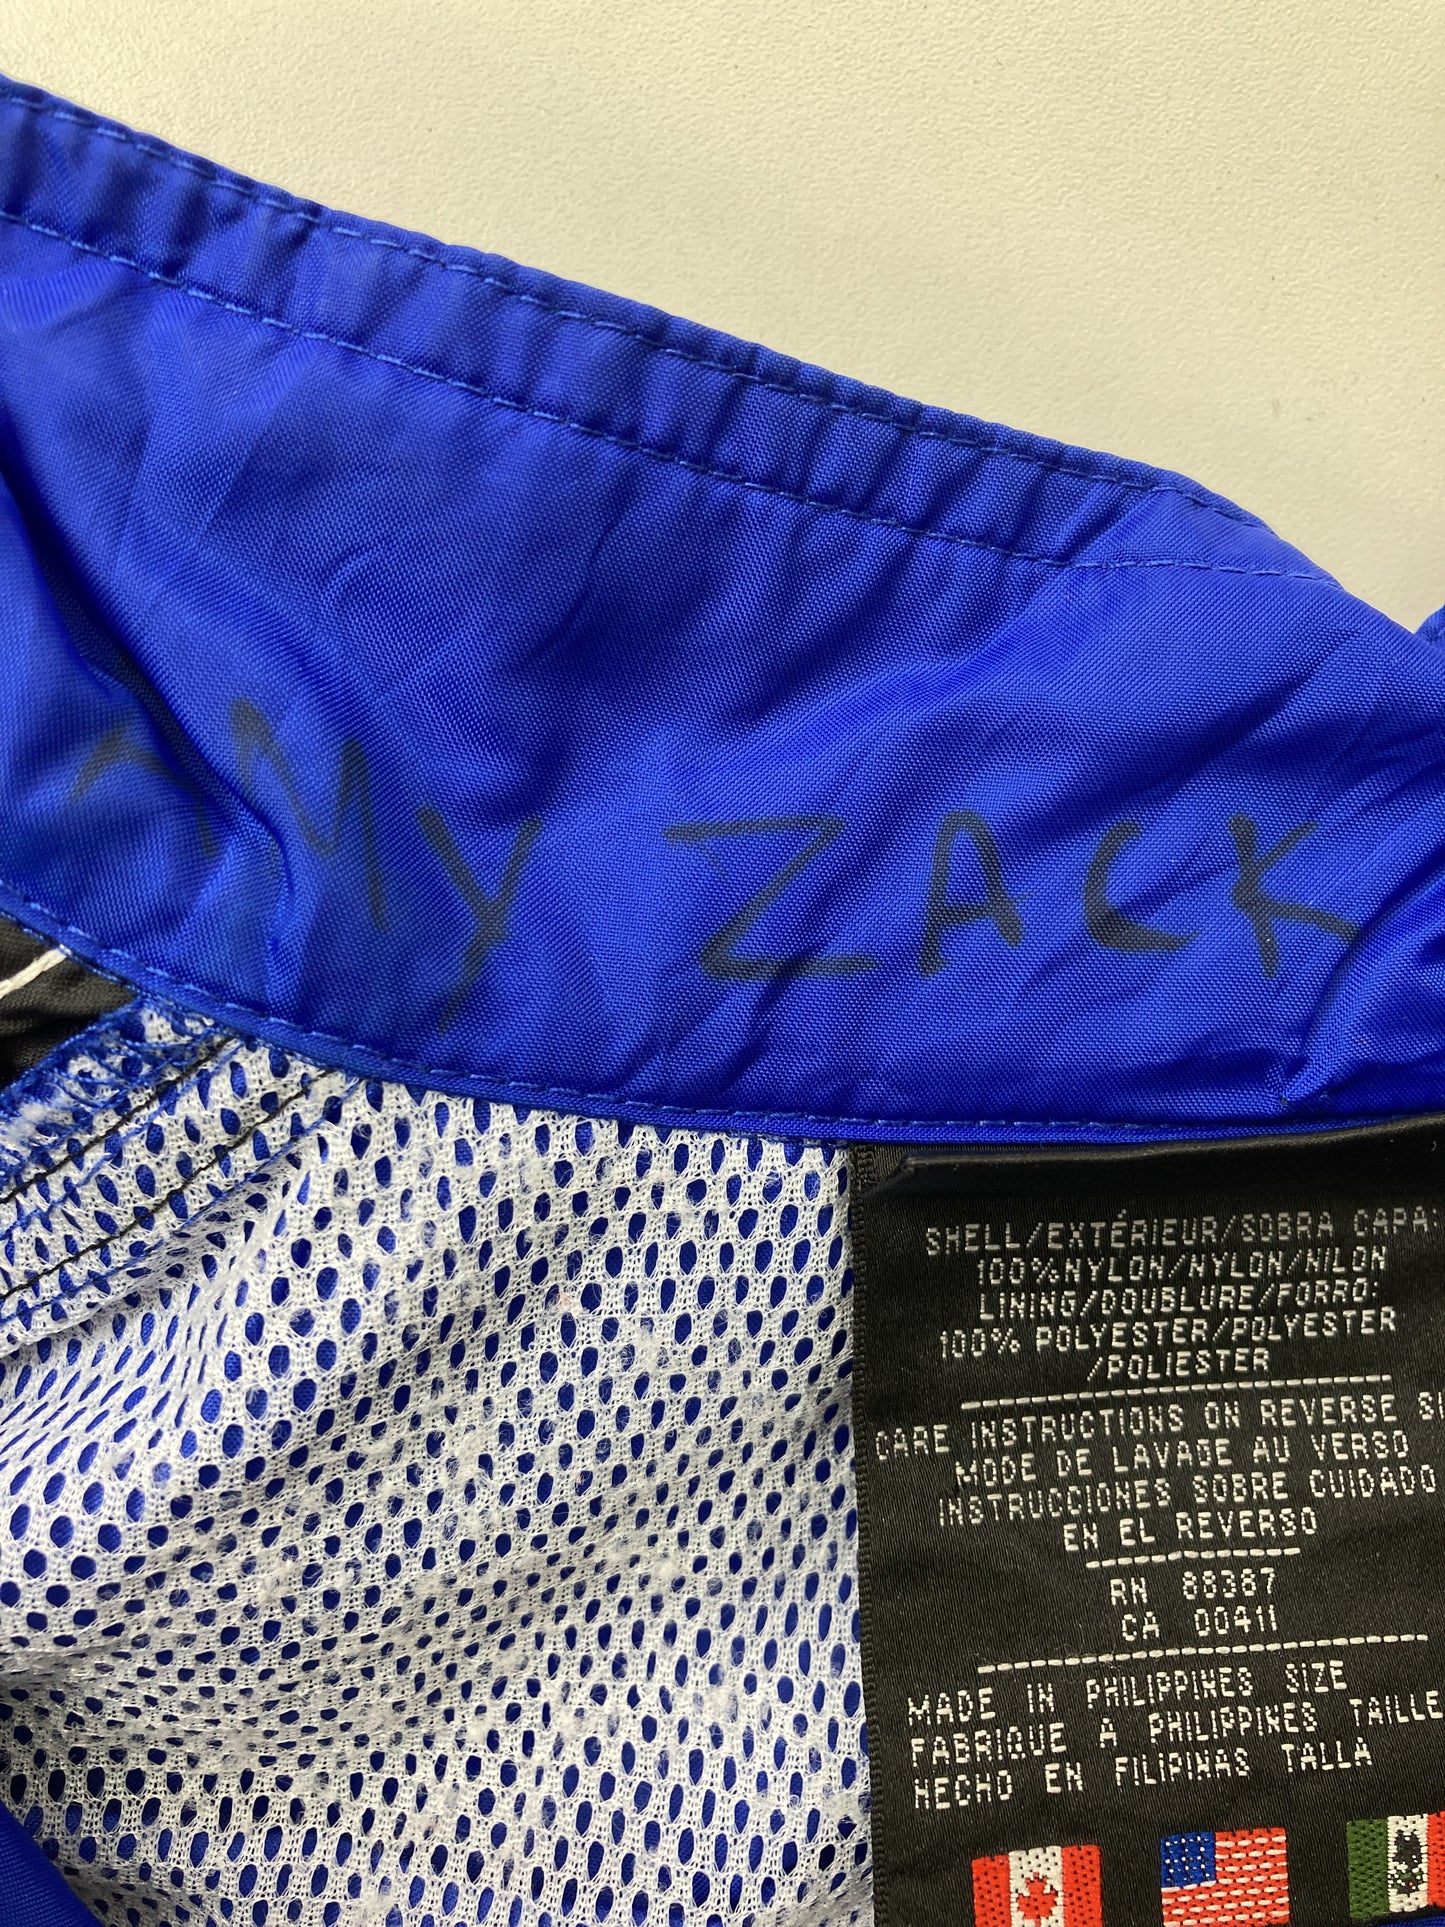 ZACK
SHELL/EXTÉRIEUR/SOBRA CAPA
100%NYLON/NYLON/NILON
LINING/DOUBLURE/FORRO:
100% POLYESTER/POLYESTER
/POLIESTER
CARE INSTRUCTIONS ON REVERSE
MODE DE LAVAGE AU VERSO
INSTRUCCIONES SOBRE CUIDADO
EN EL REVERSO
RN 88387
CA 00411
MADE IN PHILIPPINES SIZE
FABRIQUE A PHILIPPINES TAILLE
HECHO EN FILIPINAS TALLA